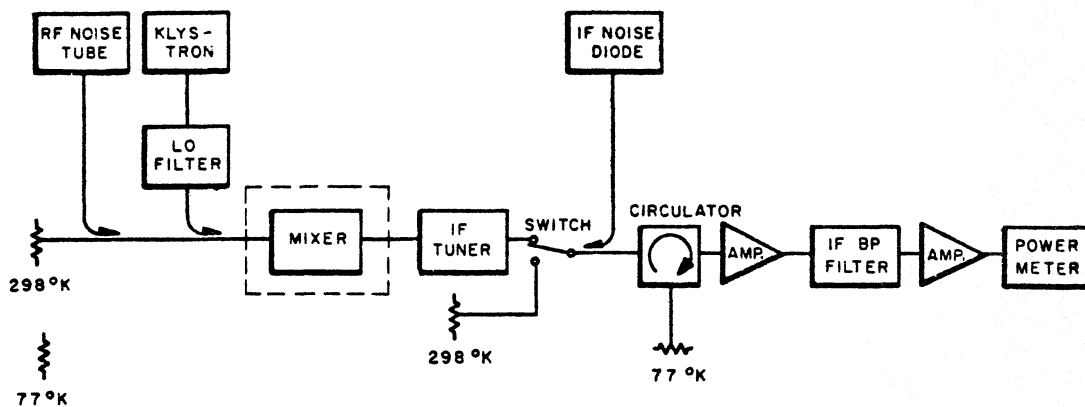 RF NOISE
TUBE
KLYS-
TRON
IF NOISE
DIODE
LO
FILTER
MIXER
IF
TUNER
SWITCH
CIRCULATOR
AMP.
IF BP
FILTER
AMP.
POWER
METER
298°K
298°K
77°K
77°K